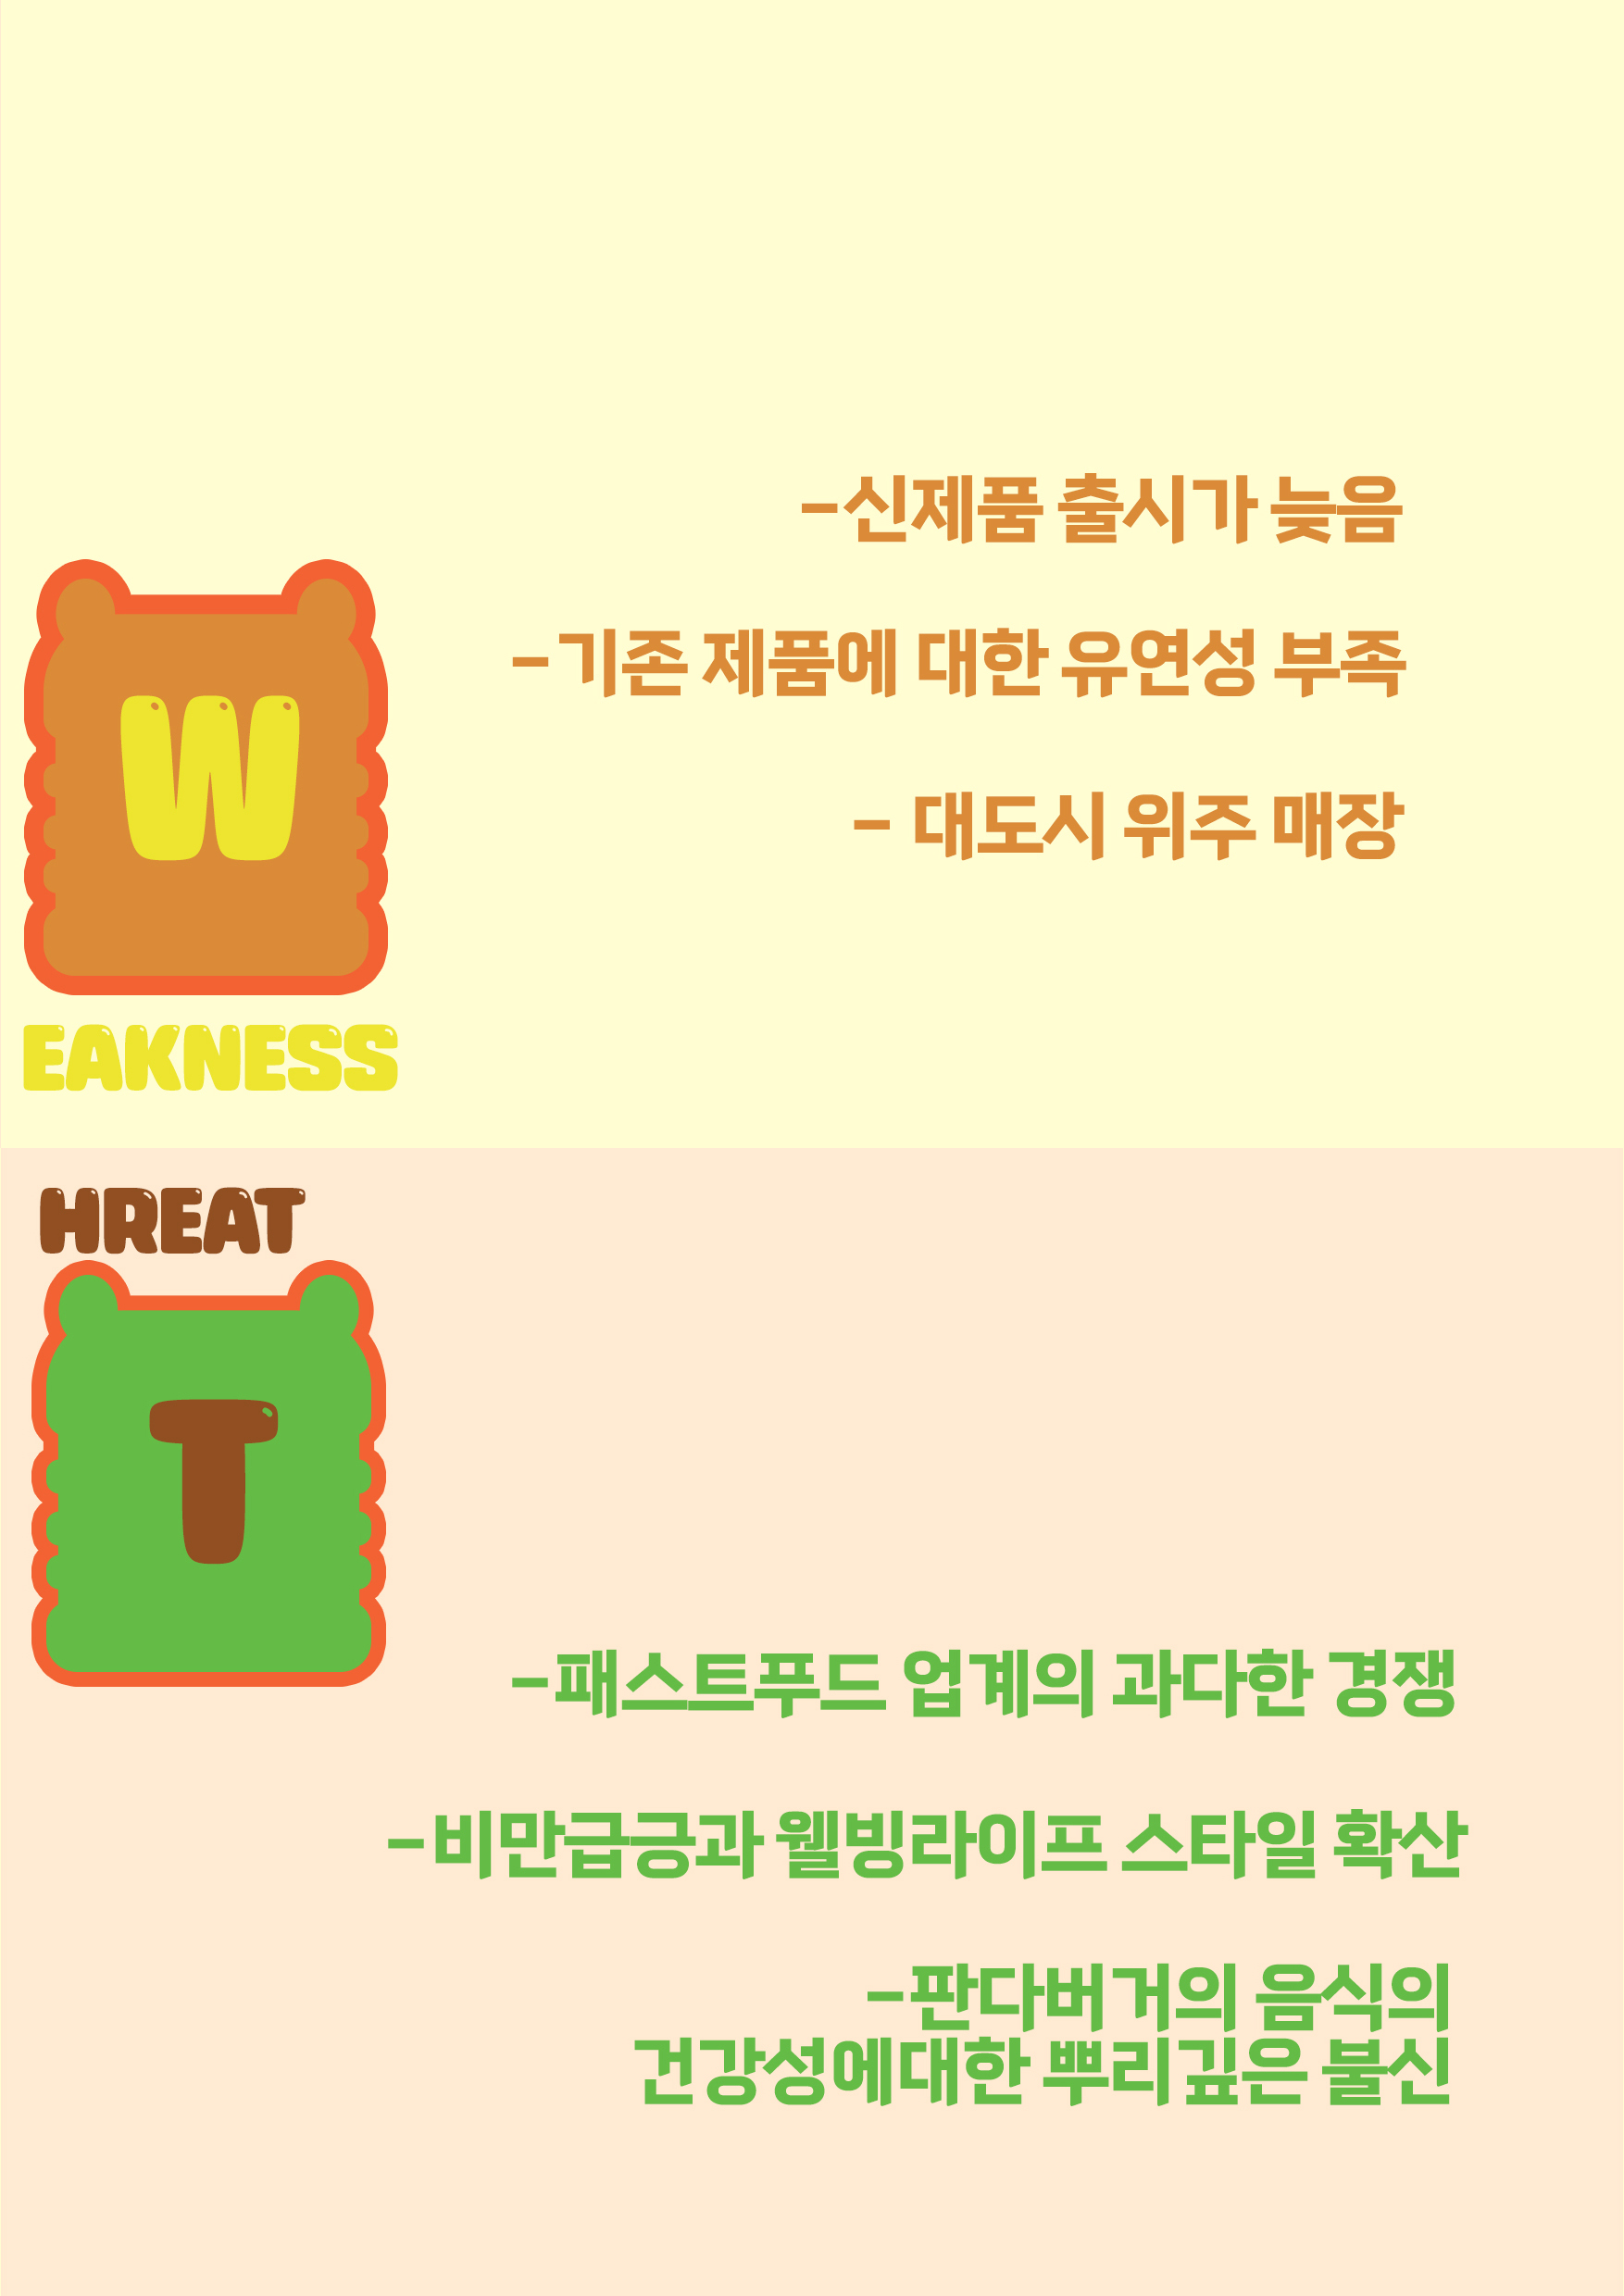 -신제품 출시가 늦음
-기존 제품에 대한 유연성 부족
- 대도시 위주 매장
W
EAKNESS
HREAT
T
-패스트푸드 업계의 과다한 경쟁
-비만급긍과 웰빙라이프 스타일 확산
-판다버거의 음식의
건강성에대한 뿌리깊은 불신